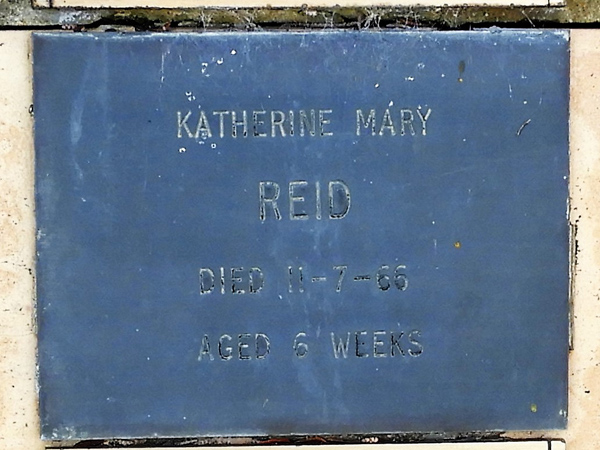 KATHERINE MARY
REID
DIED 11-7-66
AGED 6 WEEKS